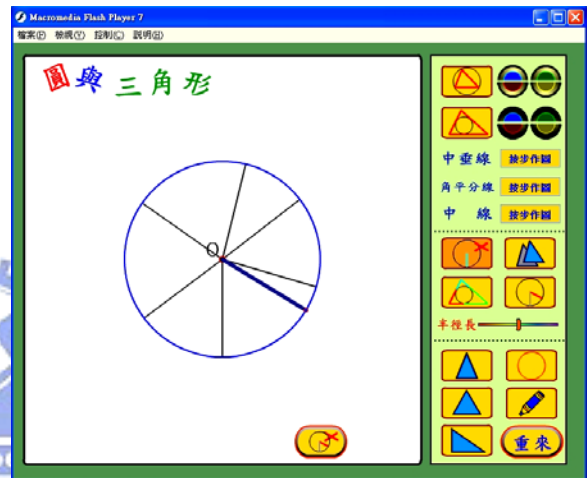 Macromedia Flash Player 7
檔案(F) 檢視(V) 控制(C) 說明(H)
圓與三角形
O
中垂線 按步作圖
角平分線 按步作圖
中 線 按步作圖
半徑長
重來